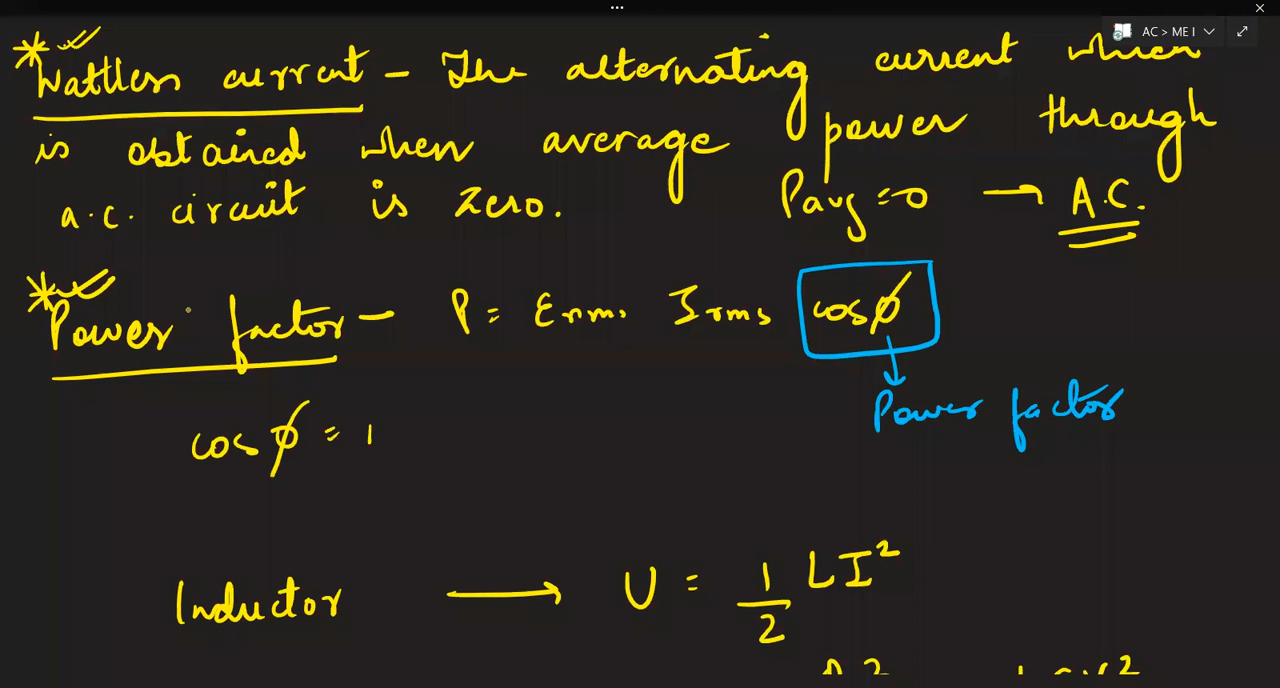 AC > ME I
Wattless current - The alternating current which
is obtained when average power through
a.c. circuit is zero. Pavg = 0 → A.C.
Power factor - P = Erms Irms cosϕ
Power factor
cosϕ = 1
Inductor → U = 1/2 LI²